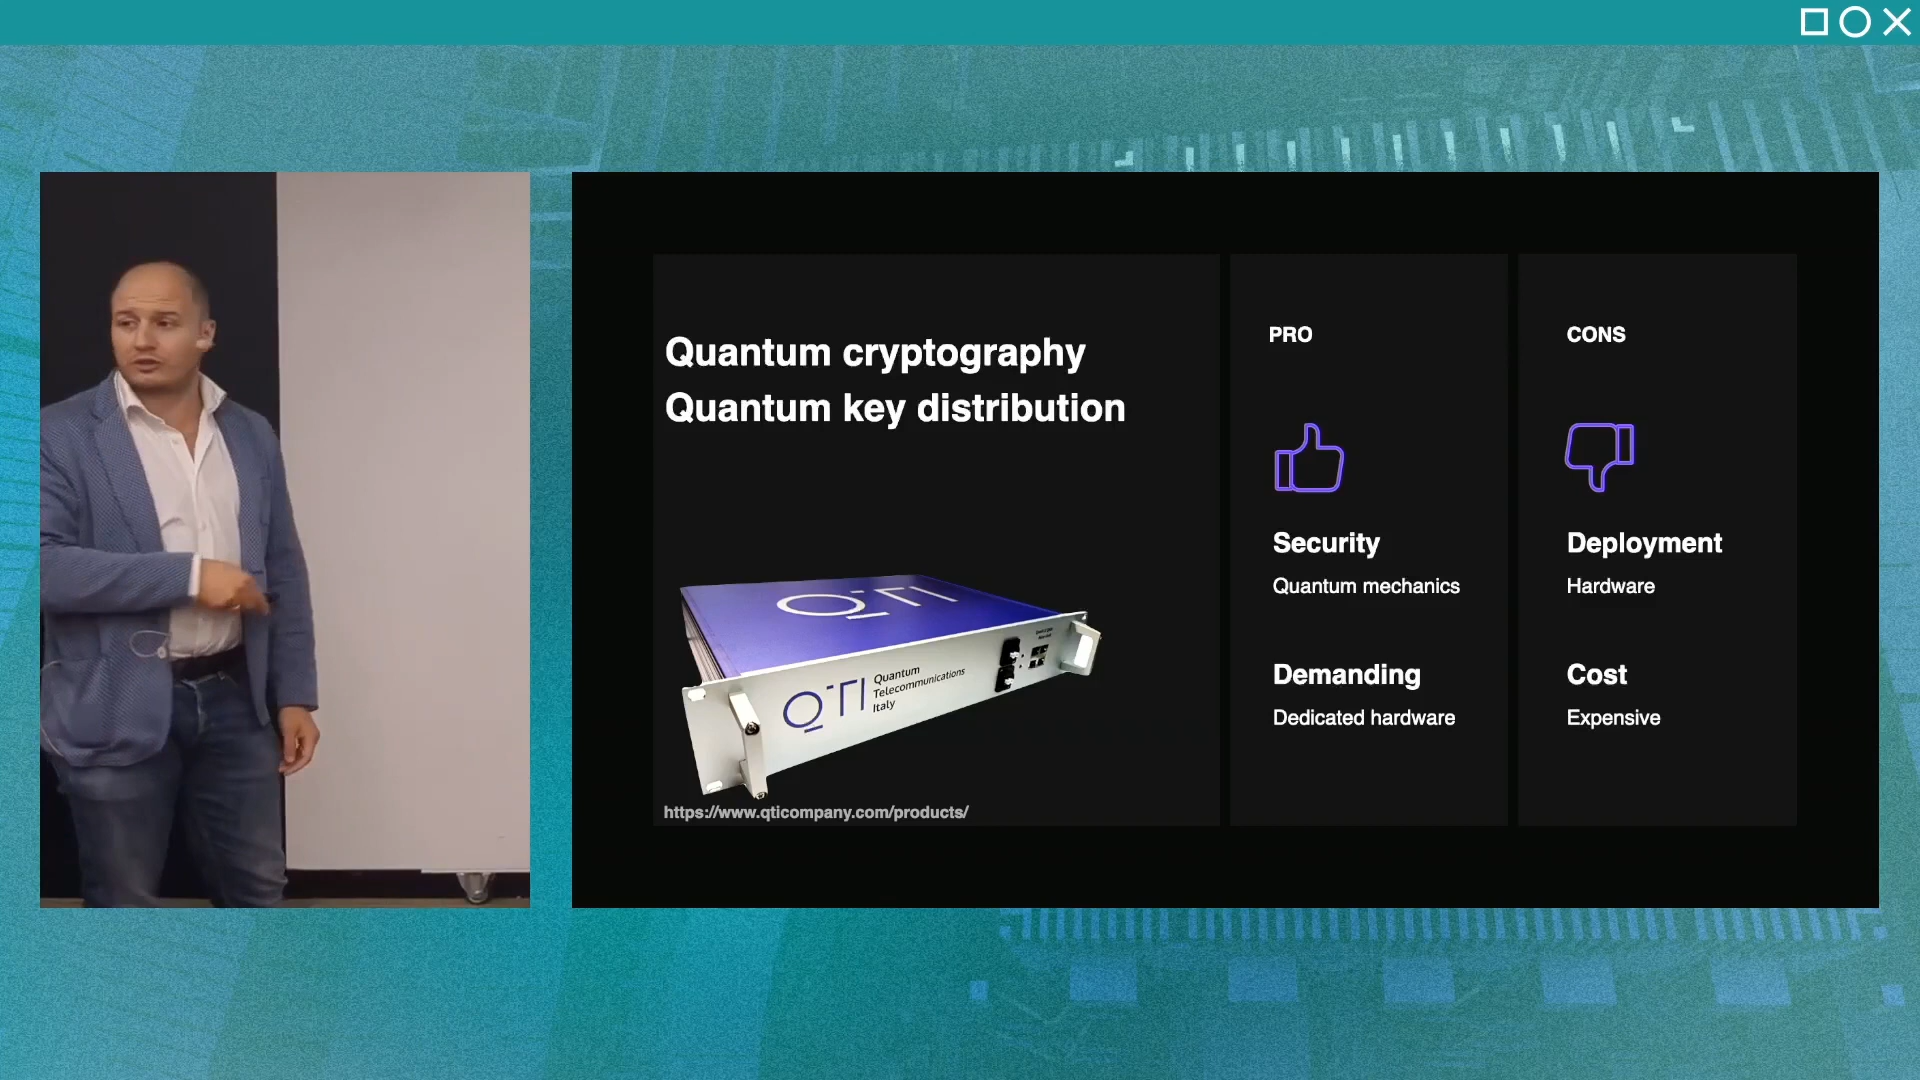 Quantum cryptography
Quantum key distribution
QTI
QTI
Quantum
Telecommunications
Italy
https://www.qticompany.com/products/
PRO
Security
Quantum mechanics
Demanding
Dedicated hardware
CONS
Deployment
Hardware
Cost
Expensive